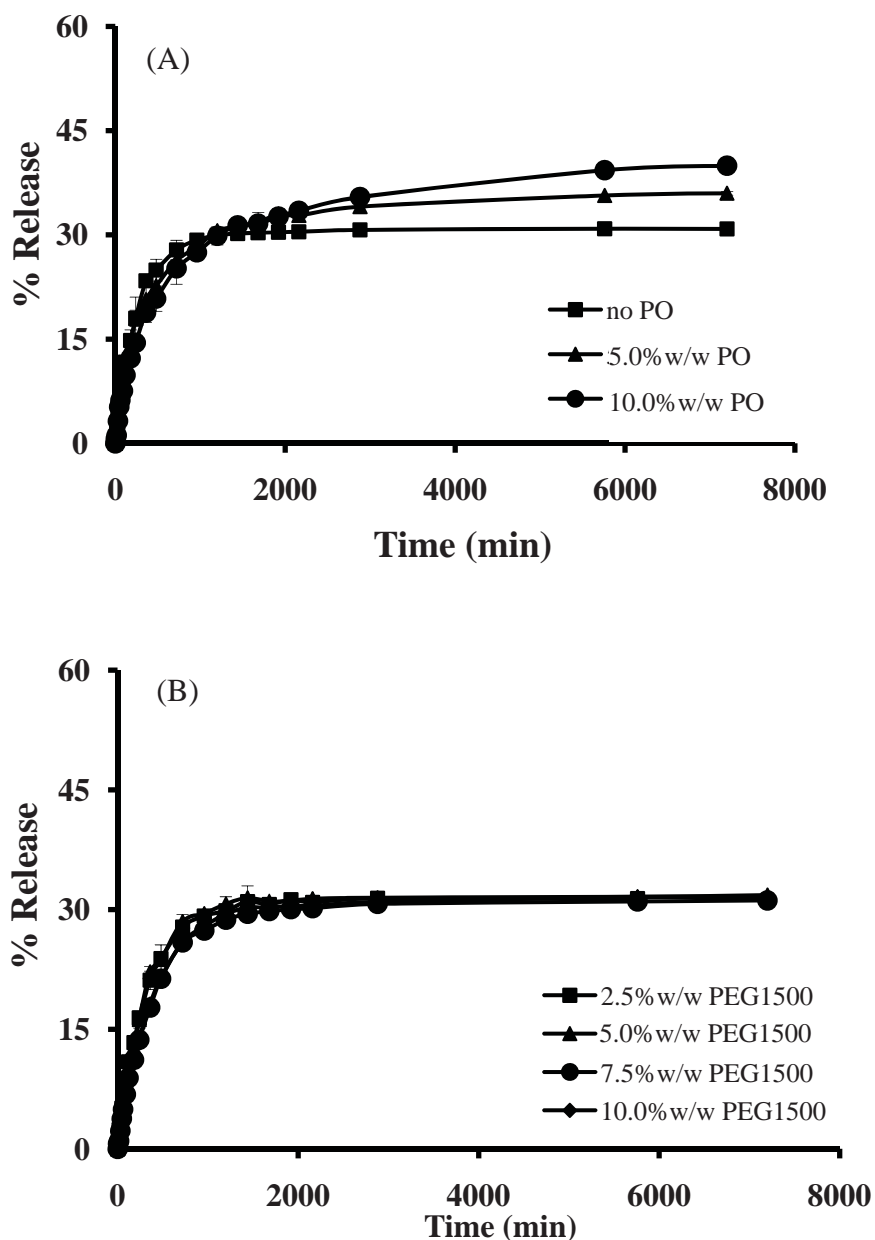 60
(A)
45
% Release
30
no PO
15
5.0%w/w PO
10.0%w/w PO
0
0 2000 4000 6000 8000
Time (min)
60
(B)
45
% Release
30
2.5%w/w PEG1500
15
5.0%w/w PEG1500
7.5%w/w PEG1500
10.0%w/w PEG1500
0
0 2000 4000 6000 8000
Time (min)